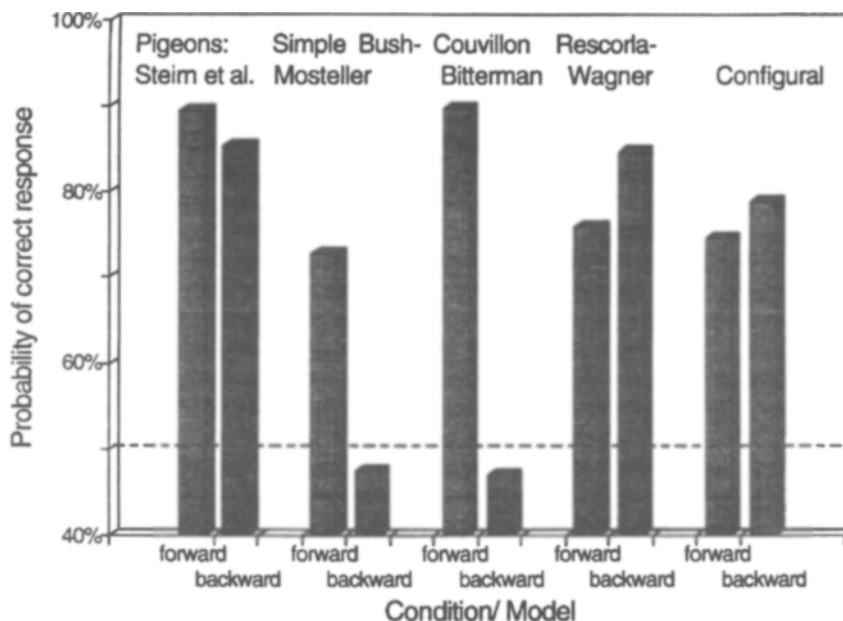 100%
Pigeons: Simple Bush- Couvillon Rescorla-
Steirn et al. Mosteller Bitterman Wagner Configural
80%
60%
40%
Probability of correct response
forward forward forward forward forward
backward backward backward backward backward
Condition/ Model